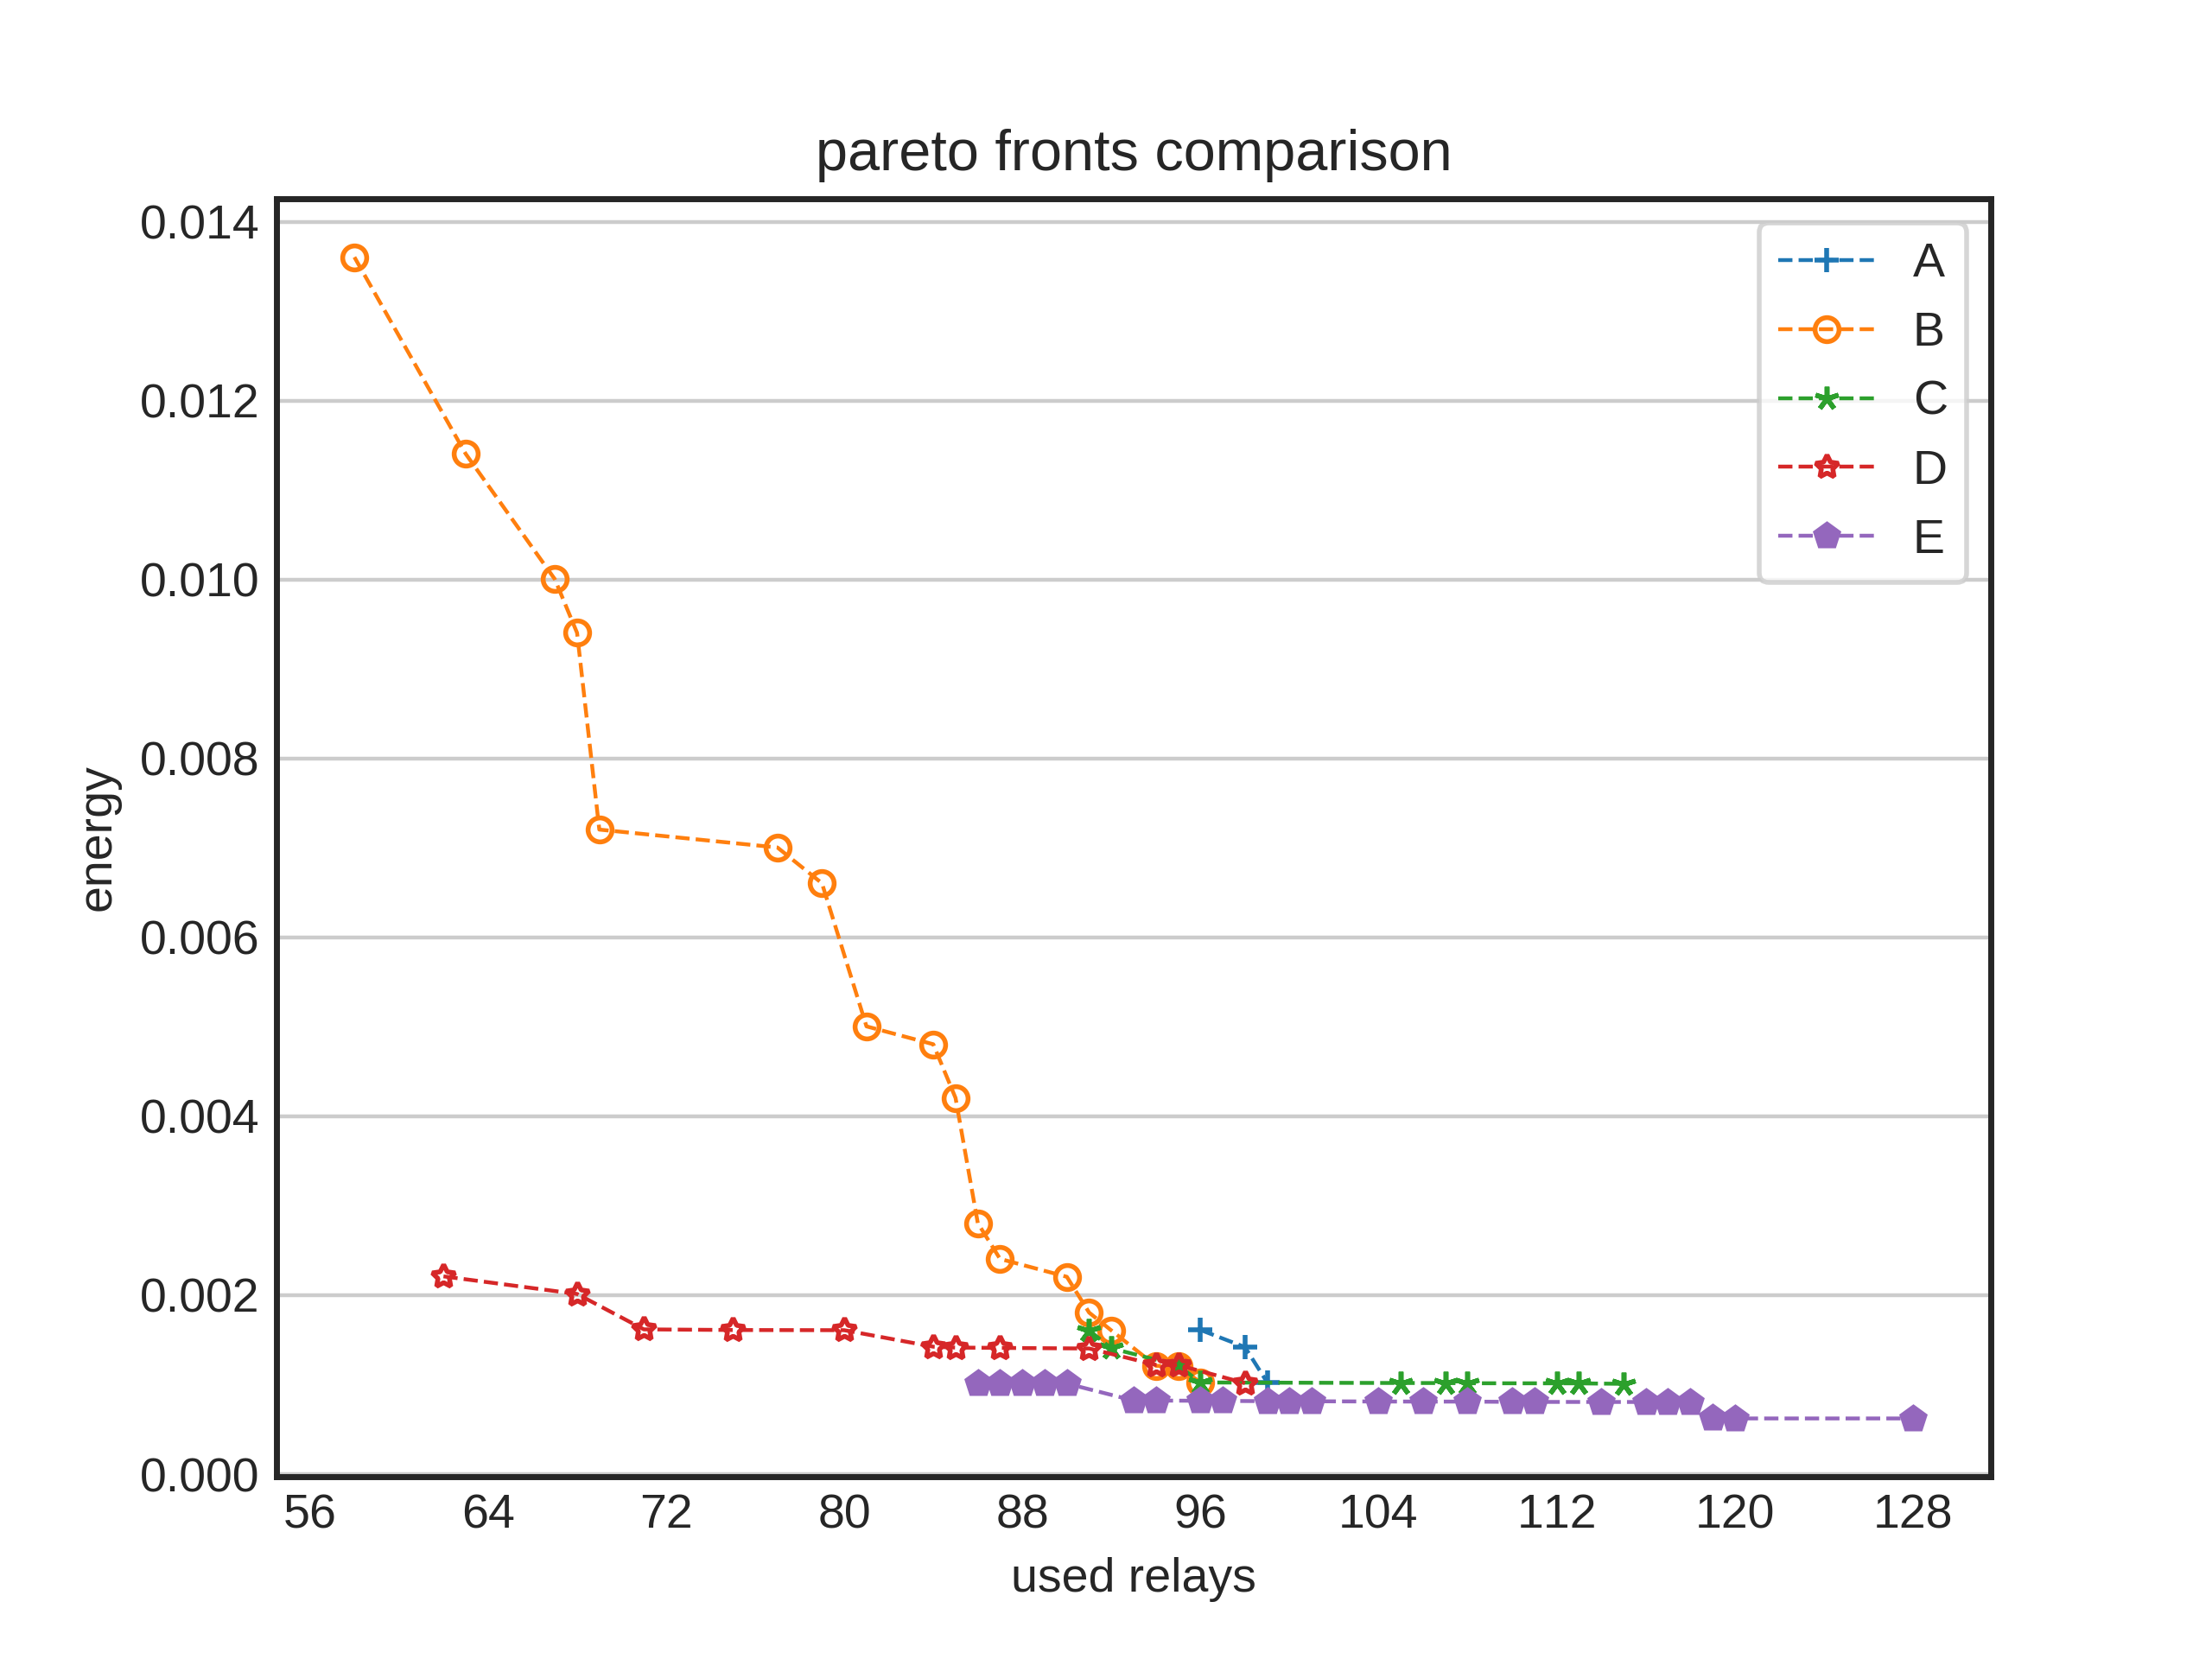 pareto fronts comparison
0.014
0.012
0.010
0.008
0.006
0.004
0.002
0.000
energy
A
B
C
D
E
56 64 72 80 88 96 104 112 120 128
used relays